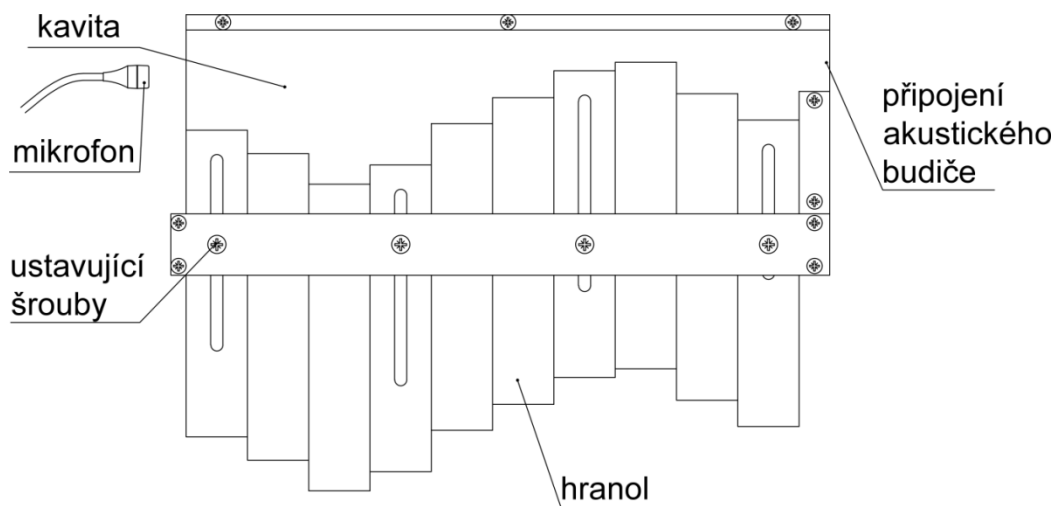 kavita
mikrofon
připojení
akustického
budiče
ustavující
šrouby
hranol